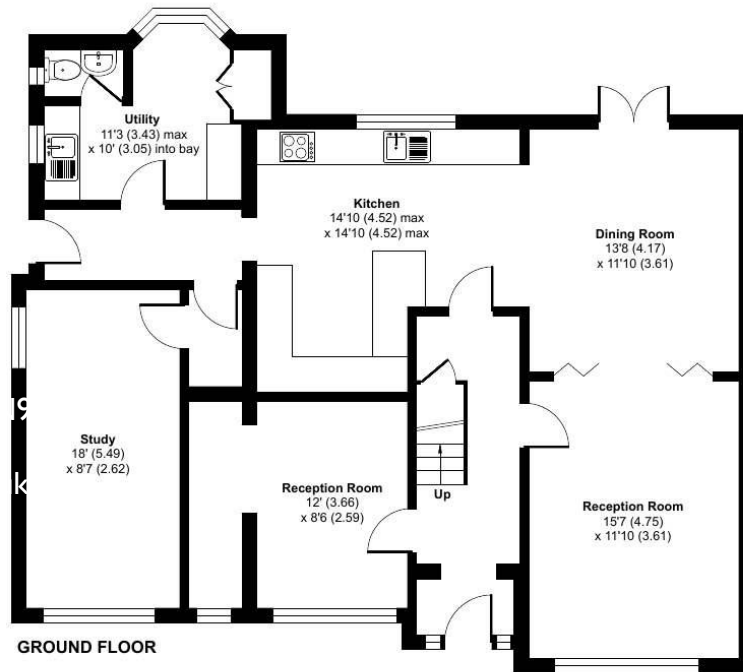 Utility
11'3 (3.43) max
x 10' (3.05) into bay
Kitchen
14'10 (4.52) max
x 14'10 (4.52) max
Dining Room
13'8 (4.17)
x 11'10 (3.61)
Study
18' (5.49)
x 8'7 (2.62)
Reception Room
12' (3.66)
x 8'6 (2.59)
Up
Reception Room
15'7 (4.75)
x 11'10 (3.61)
GROUND FLOOR